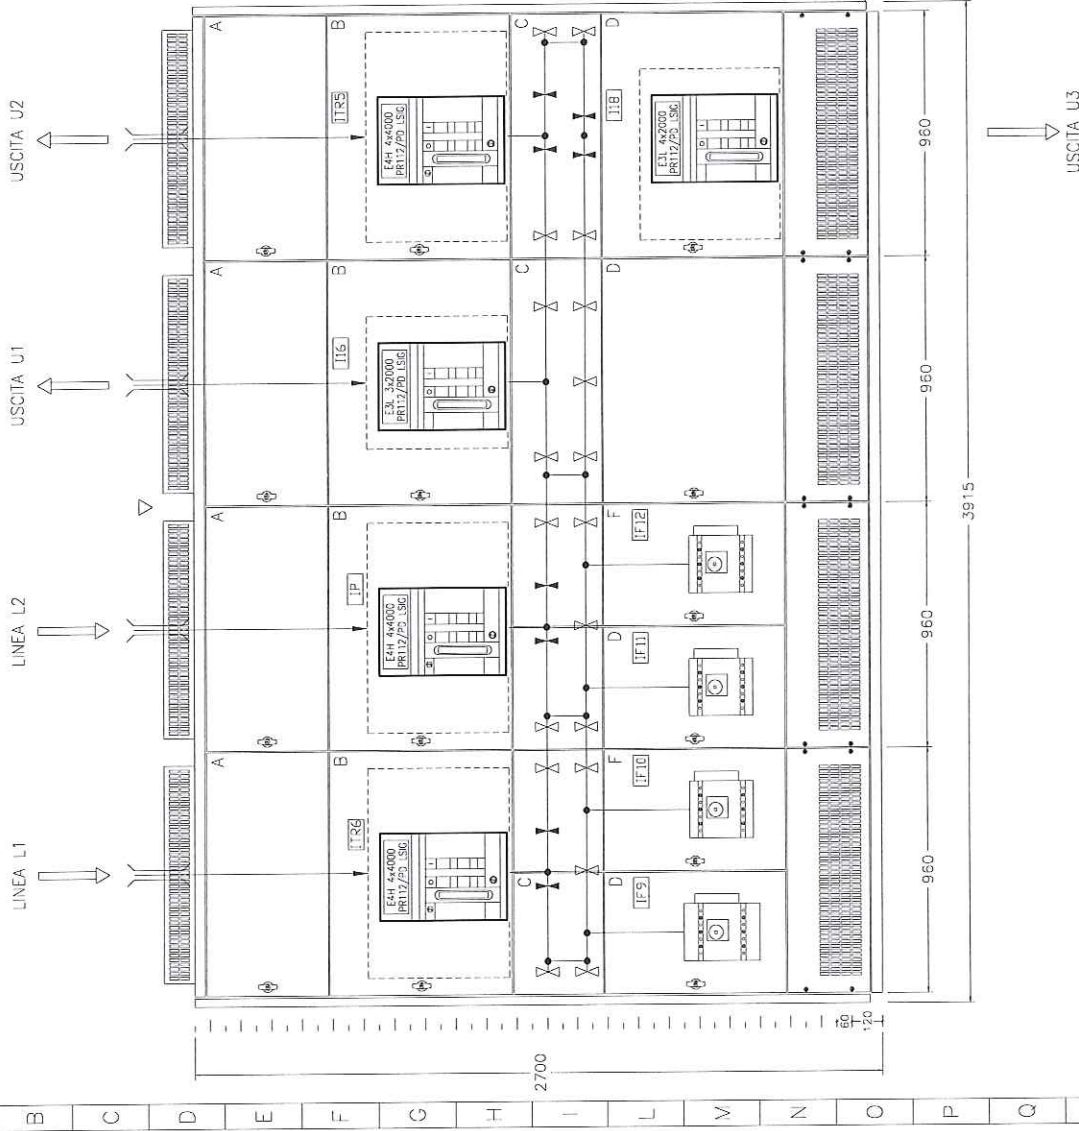 LINEA L1
LINEA L2
USCITA U1
USCITA U2
A
A
A
A
B
ITR6
E4H 4x4000
PR112/PD LSIG
B
IP
E4H 4x4000
PR112/PD LSIG
B
I16
E3L 3x2000
PR112/PD LSIG
B
ITR5
E4H 4x4000
PR112/PD LSIG
C
C
C
D
IF9
F
IF10
D
IF11
F
IF12
D
D
I18
E3L 4x2000
PR112/PD LSIG
60
120
2700
960
960
960
960
3915
USCITA U3
B
C
D
E
F
G
H
I
L
M
N
O
P
Q